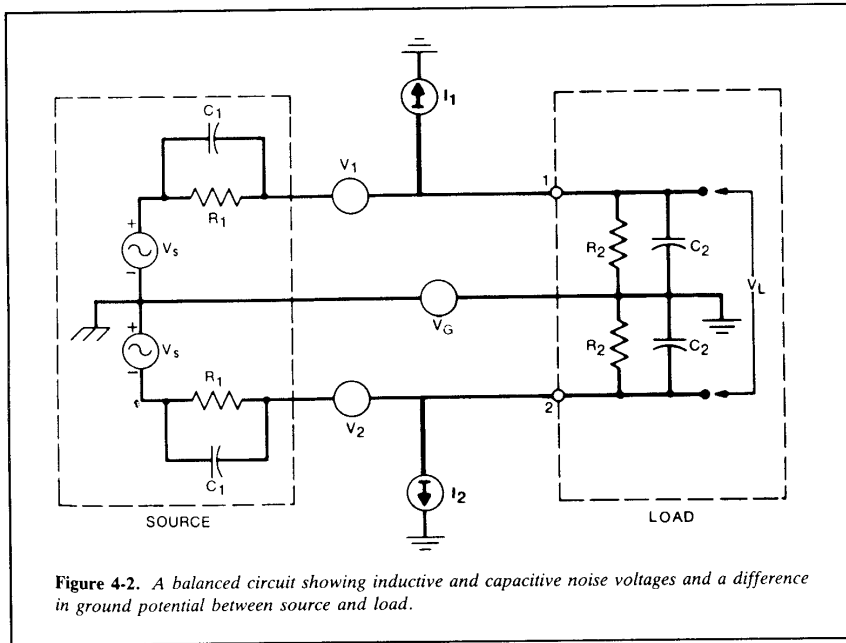 C1
I1
V1
R1
1
+
VS
−
R2
C2
VL
VG
+
VS
−
R1
R2
C2
V2
2
C1
I2
SOURCE
LOAD
Figure 4-2. A balanced circuit showing inductive and capacitive noise voltages and a difference
in ground potential between source and load.